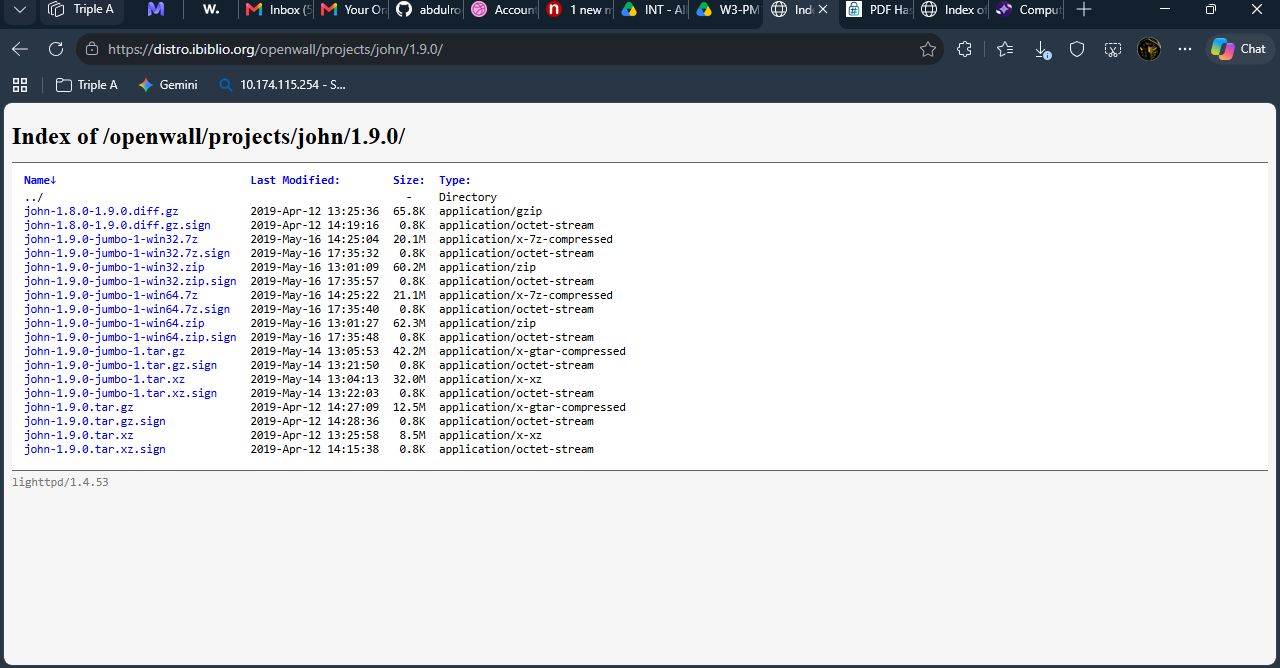 Triple A
W.
Inbox (5
Your Or
abdulro
Account
1 new m
INT - Al
W3-PM
Ind
PDF Has
Index of
Comput
https://distro.ibiblio.org/openwall/projects/john/1.9.0/
Chat
Triple A
Gemini
10.174.115.254 - S...
Index of /openwall/projects/john/1.9.0/
Name↓ Last Modified: Size: Type:
../ - Directory
john-1.8.0-1.9.0.diff.gz 2019-Apr-12 13:25:36 65.8K application/gzip
john-1.8.0-1.9.0.diff.gz.sign 2019-Apr-12 14:19:16 0.8K application/octet-stream
john-1.9.0-jumbo-1-win32.7z 2019-May-16 14:25:04 20.1M application/x-7z-compressed
john-1.9.0-jumbo-1-win32.7z.sign 2019-May-16 17:35:32 0.8K application/octet-stream
john-1.9.0-jumbo-1-win32.zip 2019-May-16 13:01:09 60.2M application/zip
john-1.9.0-jumbo-1-win32.zip.sign 2019-May-16 17:35:57 0.8K application/octet-stream
john-1.9.0-jumbo-1-win64.7z 2019-May-16 14:25:22 21.1M application/x-7z-compressed
john-1.9.0-jumbo-1-win64.7z.sign 2019-May-16 17:35:40 0.8K application/octet-stream
john-1.9.0-jumbo-1-win64.zip 2019-May-16 13:01:27 62.3M application/zip
john-1.9.0-jumbo-1-win64.zip.sign 2019-May-16 17:35:48 0.8K application/octet-stream
john-1.9.0-jumbo-1.tar.gz 2019-May-14 13:05:53 42.2M application/x-gtar-compressed
john-1.9.0-jumbo-1.tar.gz.sign 2019-May-14 13:21:50 0.8K application/octet-stream
john-1.9.0-jumbo-1.tar.xz 2019-May-14 13:04:13 32.0M application/x-xz
john-1.9.0-jumbo-1.tar.xz.sign 2019-May-14 13:22:03 0.8K application/octet-stream
john-1.9.0.tar.gz 2019-Apr-12 14:27:09 12.5M application/x-gtar-compressed
john-1.9.0.tar.gz.sign 2019-Apr-12 14:28:36 0.8K application/octet-stream
john-1.9.0.tar.xz 2019-Apr-12 13:25:58 8.5M application/x-xz
john-1.9.0.tar.xz.sign 2019-Apr-12 14:15:38 0.8K application/octet-stream
lighttpd/1.4.53